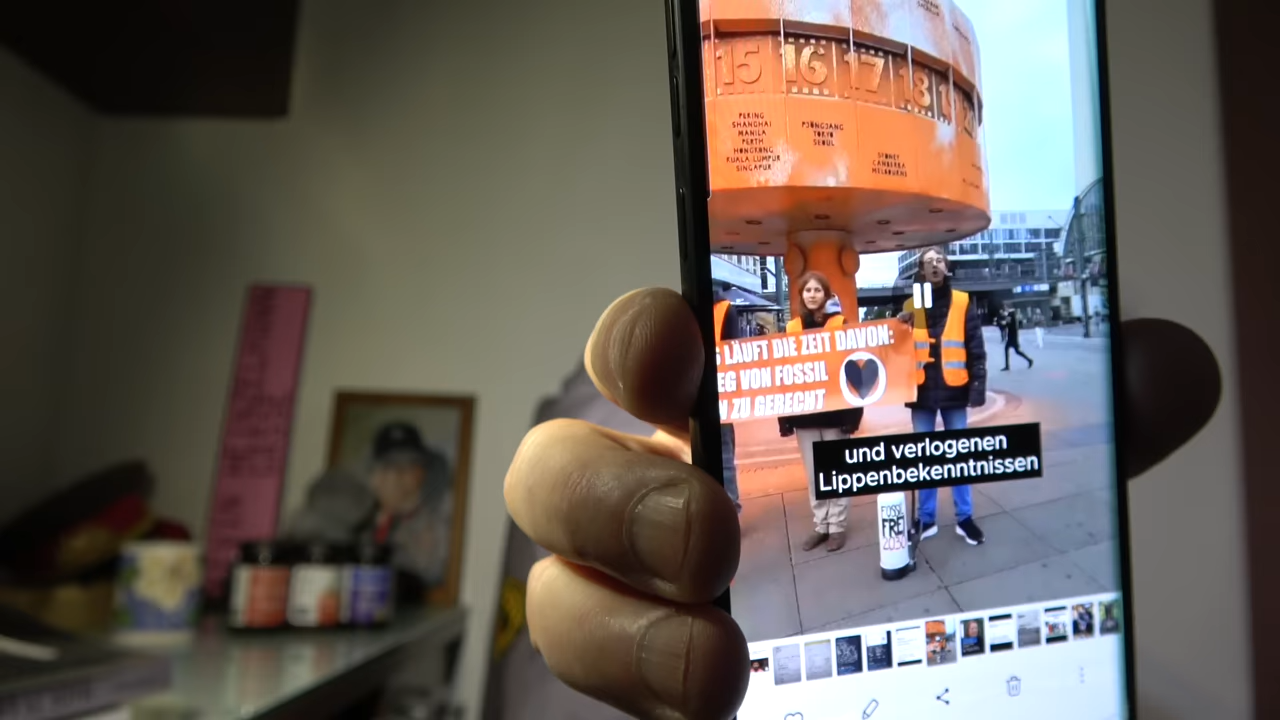 15 16 17 18
PEKING
SHANGHAI
MANILA
PERTH
HONGKONG
KUALA LUMPUR
SINGAPUR
PJÖNGJANG
TOKYO
SEOUL
SYDNEY
CANBERRA
MELBOURNE
S LÄUFT DIE ZEIT DAVON:
EG VON FOSSIL
N ZU GERECHT
und verlogenen
Lippenbekenntnissen
FOSSIL
FREI
2030